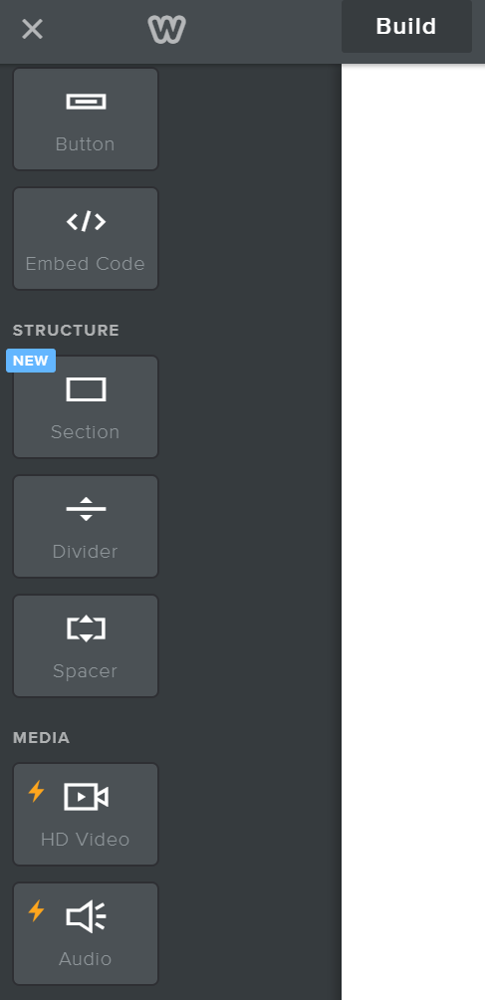 Build
Button
Embed Code
STRUCTURE
NEW
Section
Divider
Spacer
MEDIA
HD Video
Audio